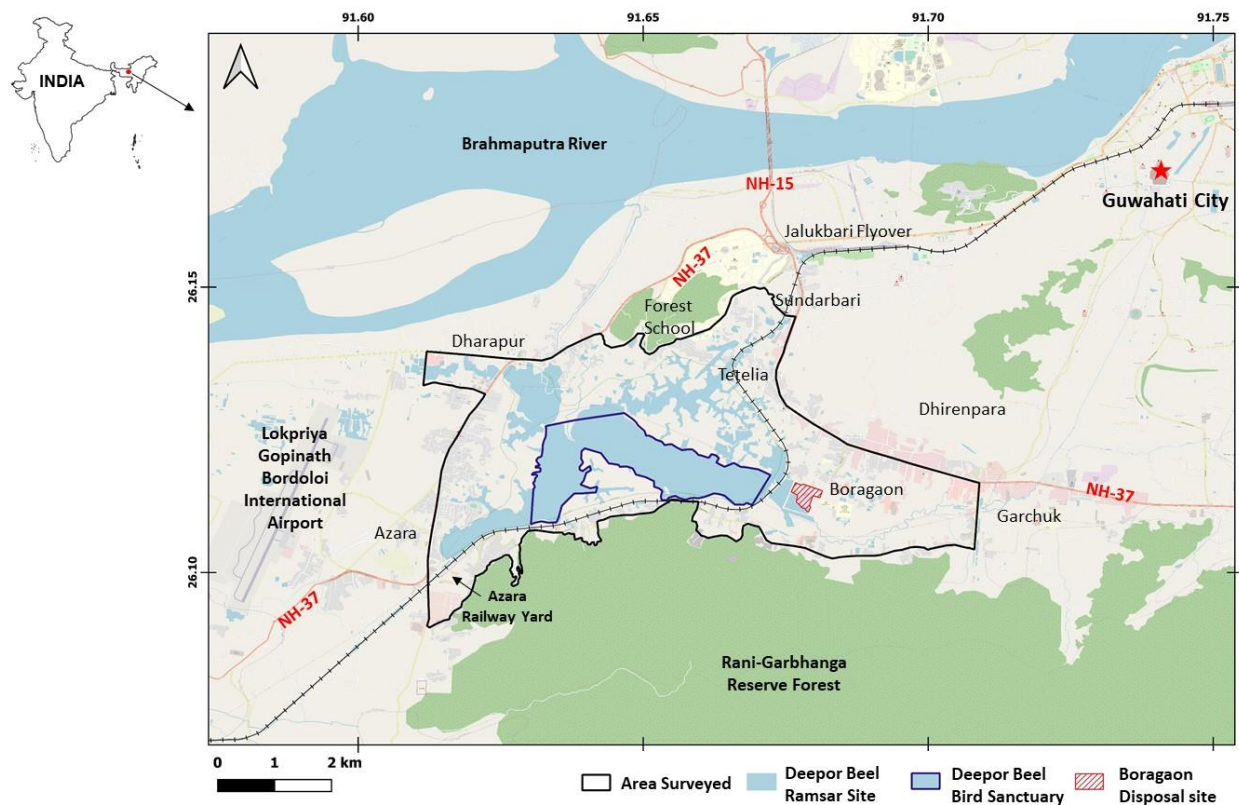 91.60
91.65
91.70
91.75
INDIA
Brahmaputra River
NH-15
Guwahati City
Jalukbari Flyover
NH-37
26.15
Sundarbari
Forest
School
Dharapur
Tetelia
Dhirenpara
Lokpriya
Gopinath
Bordoloi
International
Airport
Boragaon
NH-37
Garchuk
Azara
26.10
Azara
Railway Yard
NH-37
Rani-Garbhanga
Reserve Forest
0 1 2 km
Area Surveyed
Deepor Beel
Ramsar Site
Deepor Beel
Bird Sanctuary
Boragaon
Disposal site